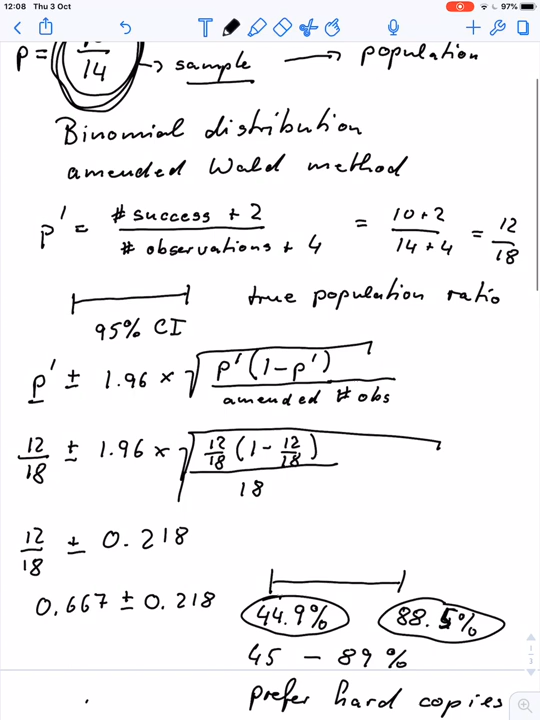 12:08 Thu 3 Oct 97%
T
p = 10/14 → sample → population
Binomial distribution
amended Wald method
p' = # success + 2 / # observations + 4 = 10+2 / 14+4 = 12/18
95% CI
true population ratio
p' ± 1.96 × √ p'(1-p') / amended # obs
12/18 ± 1.96 × √ 12/18 (1 - 12/18) / 18
12/18 ± 0.218
0.667 ± 0.218
44.9% 88.5%
45 – 89%
prefer hard copies